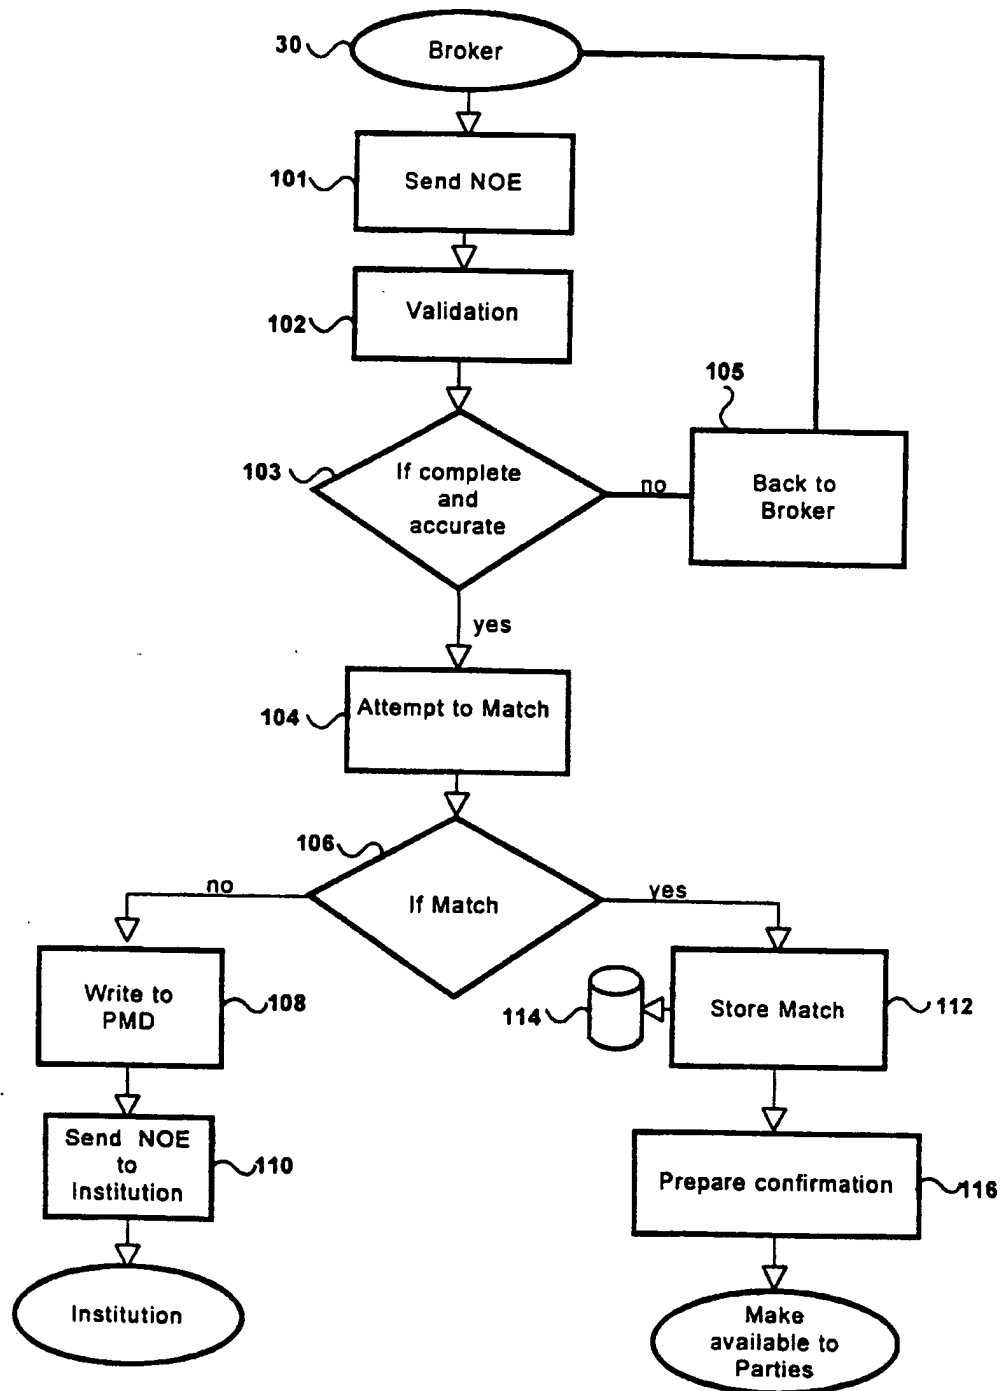 30
Broker
101
Send NOE
102
Validation
105
103
If complete
and
accurate
no
Back to
Broker
yes
104
Attempt to Match
106
no
If Match
yes
Write to
PMD
108
114
Store Match
112
Send NOE
to
Institution
110
Prepare confirmation
116
Institution
Make
available to
Parties